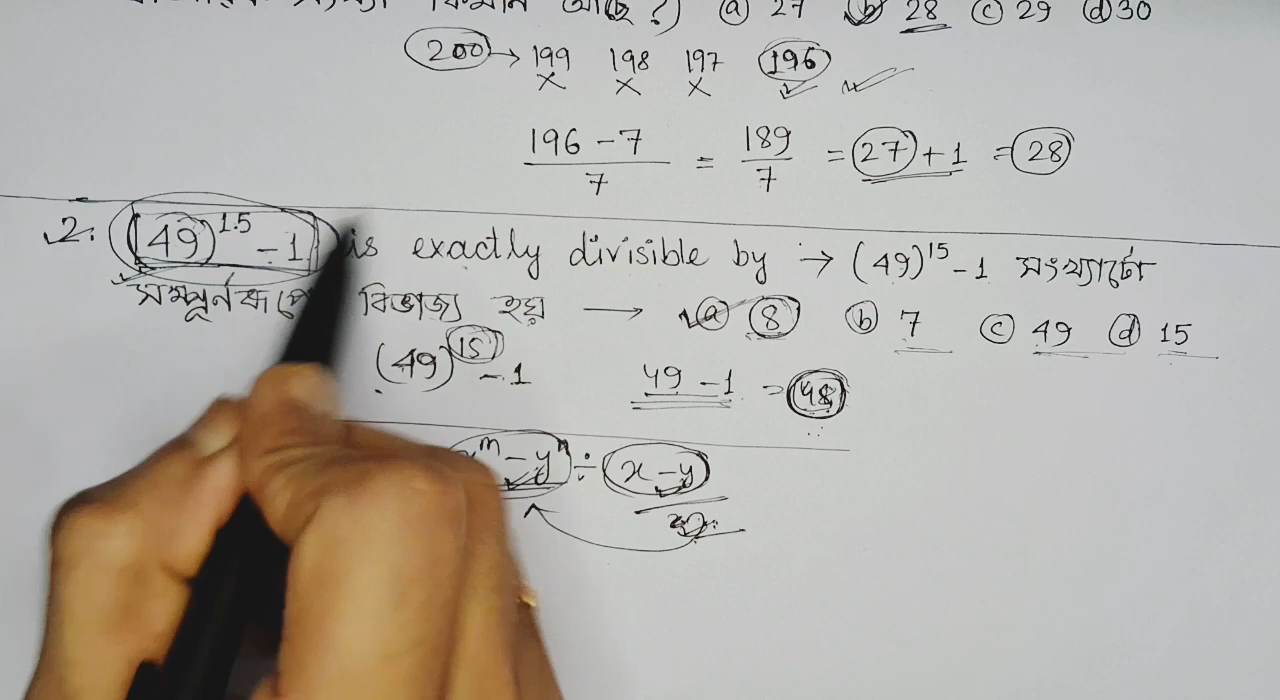 কিমান আছে?) ⓐ 27 ⓑ 28 ⓒ 29 ⓓ 30
200 → 199 198 197 196
196 - 7 / 7 = 189 / 7 = 27 + 1 = 28
2. (49)^15 - 1 is exactly divisible by → (49)^15 - 1 সংখ্যাটো
বিভাজ্য হয় → ⓐ 8 ⓑ 7 ⓒ 49 ⓓ 15
(49)^15 - 1 49 - 1 = 48
x^n - y^n ÷ x - y